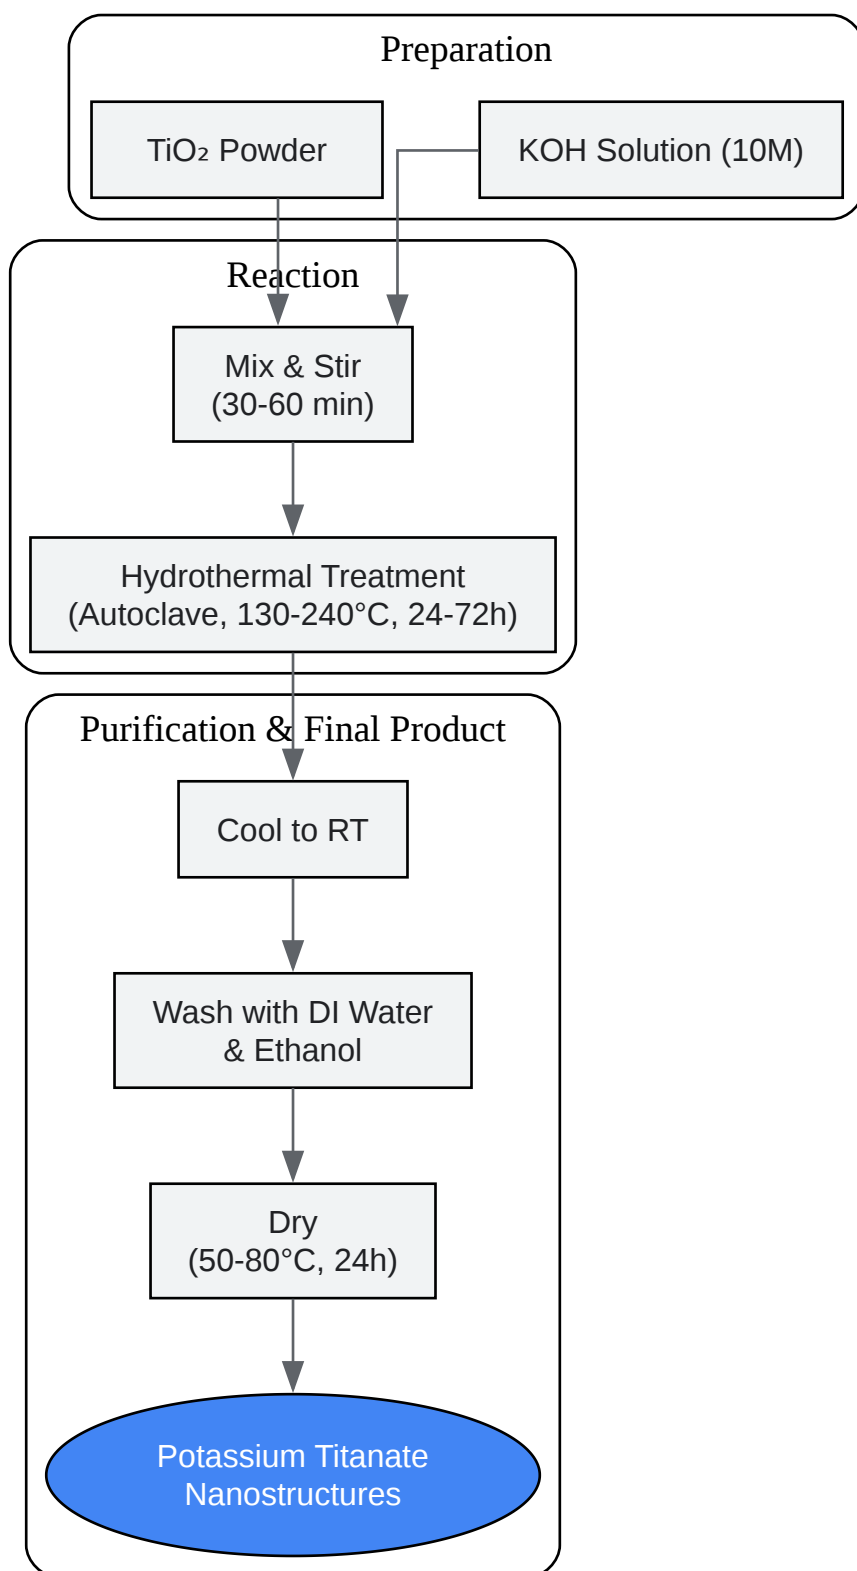 Preparation
TiO₂ Powder
KOH Solution (10M)
Reaction
Mix & Stir
(30-60 min)
Hydrothermal Treatment
(Autoclave, 130-240°C, 24-72h)
Purification & Final Product
Cool to RT
Wash with DI Water
& Ethanol
Dry
(50-80°C, 24h)
Potassium Titanate
Nanostructures